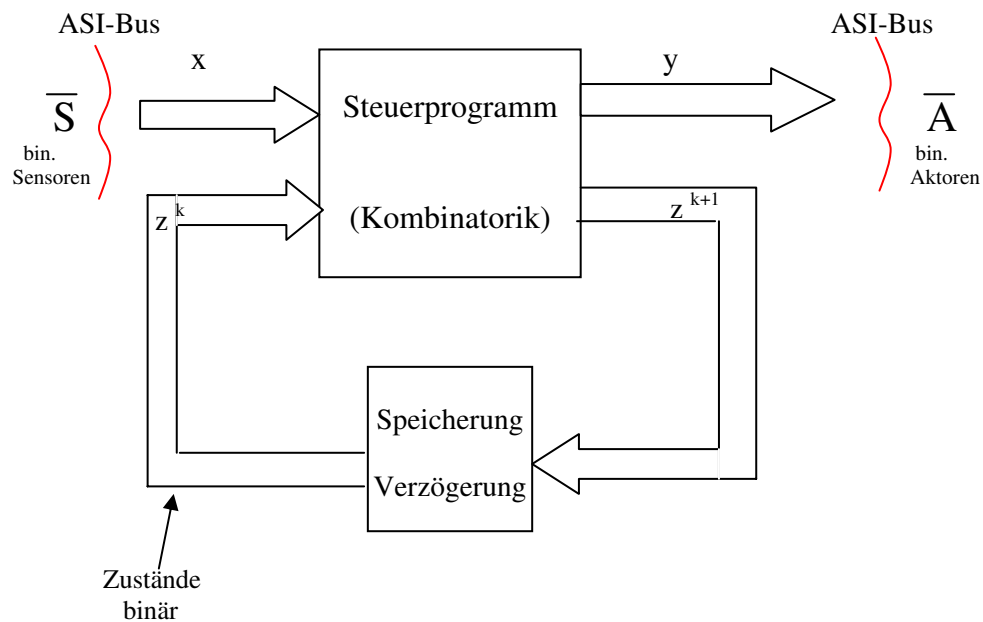 ASI-Bus
ASI-Bus
x
y
S̅
bin.
Sensoren
Steuerprogramm
(Kombinatorik)
A̅
bin.
Aktoren
z^k
z^{k+1}
Speicherung
Verzögerung
Zustände
binär